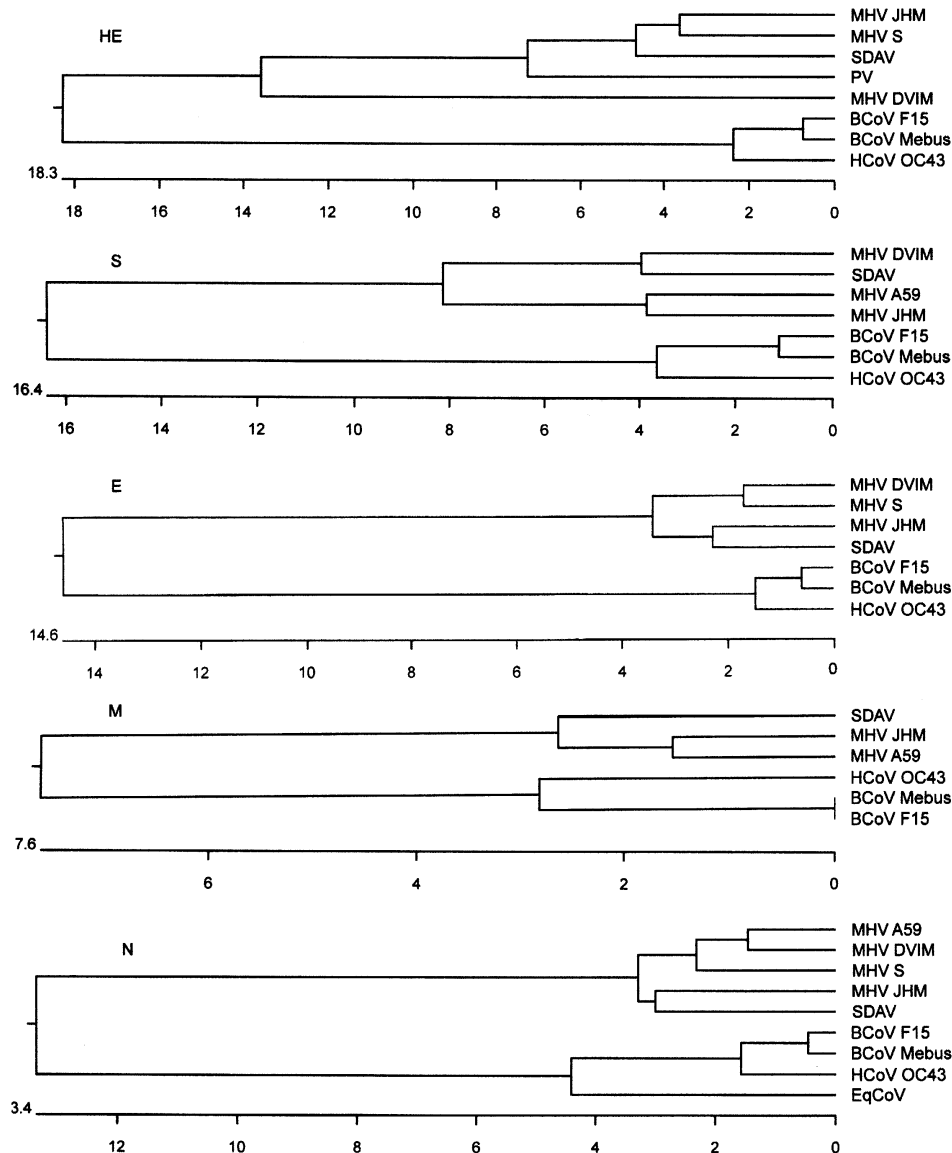 HE
MHV JHM
MHV S
SDAV
PV
MHV DVIM
BCoV F15
BCoV Mebus
HCoV OC43
18.3
18 16 14 12 10 8 6 4 2 0
S
MHV DVIM
SDAV
MHV A59
MHV JHM
BCoV F15
BCoV Mebus
HCoV OC43
16.4
16 14 12 10 8 6 4 2 0
E
MHV DVIM
MHV S
MHV JHM
SDAV
BCoV F15
BCoV Mebus
HCoV OC43
14.6
14 12 10 8 6 4 2 0
M
SDAV
MHV JHM
MHV A59
HCoV OC43
BCoV Mebus
BCoV F15
7.6
6 4 2 0
N
MHV A59
MHV DVIM
MHV S
MHV JHM
SDAV
BCoV F15
BCoV Mebus
HCoV OC43
EqCoV
3.4
12 10 8 6 4 2 0